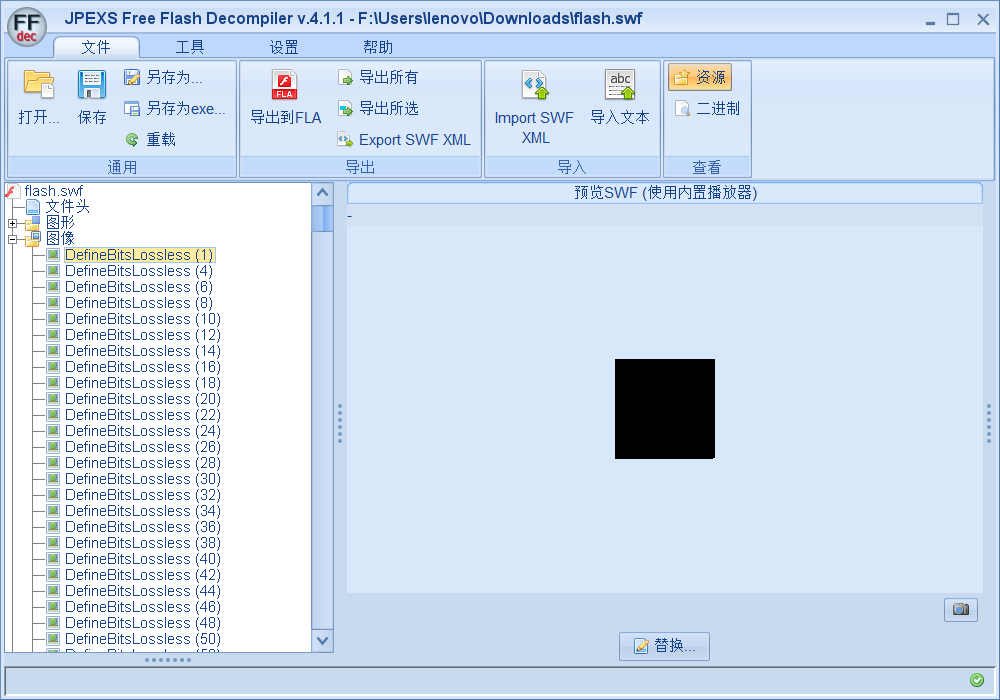 FF
dec
JPEXS Free Flash Decompiler v.4.1.1 - F:\Users\lenovo\Downloads\flash.swf
文件 工具 设置 帮助
打开...
保存
另存为...
另存为exe...
重载
通用
FLA
导出到FLA
导出所有
导出所选
Export SWF XML
导出
Import SWF
XML
abc
导入文本
导入
资源
二进制
查看
flash.swf
文件头
图形
图像
DefineBitsLossless (1)
DefineBitsLossless (4)
DefineBitsLossless (6)
DefineBitsLossless (8)
DefineBitsLossless (10)
DefineBitsLossless (12)
DefineBitsLossless (14)
DefineBitsLossless (16)
DefineBitsLossless (18)
DefineBitsLossless (20)
DefineBitsLossless (22)
DefineBitsLossless (24)
DefineBitsLossless (26)
DefineBitsLossless (28)
DefineBitsLossless (30)
DefineBitsLossless (32)
DefineBitsLossless (34)
DefineBitsLossless (36)
DefineBitsLossless (38)
DefineBitsLossless (40)
DefineBitsLossless (42)
DefineBitsLossless (44)
DefineBitsLossless (46)
DefineBitsLossless (48)
DefineBitsLossless (50)
预览SWF (使用内置播放器)
-
替换...